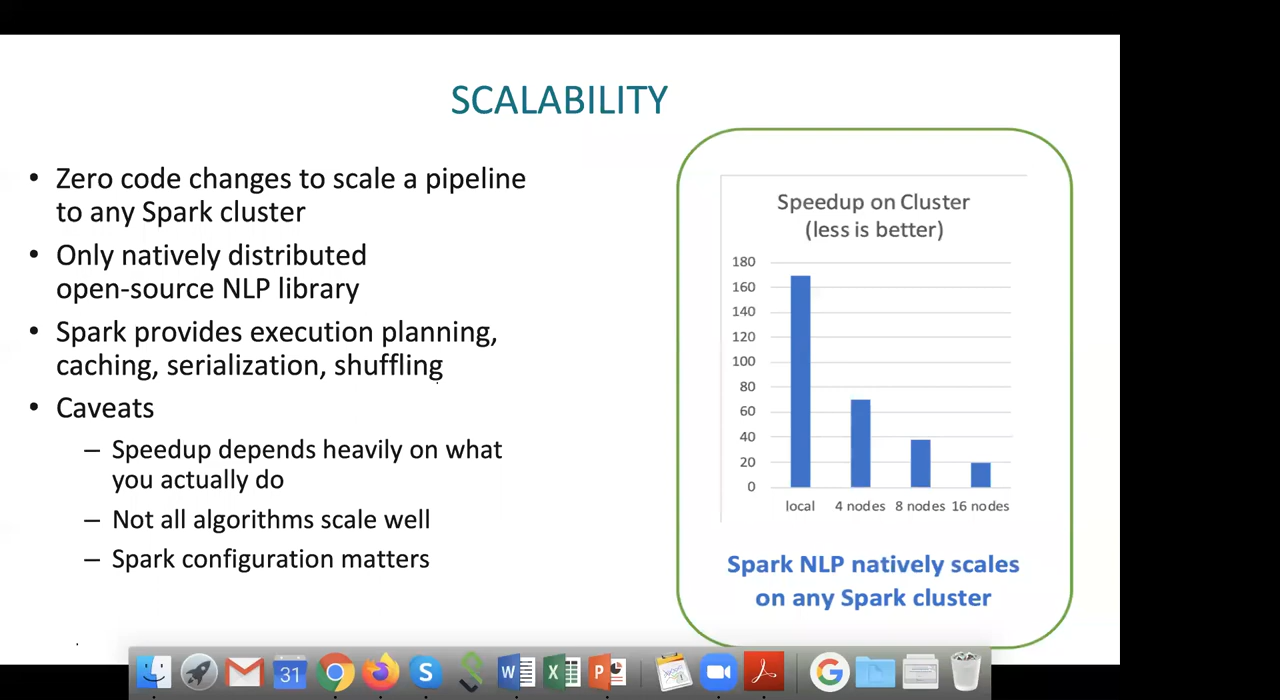 SCALABILITY
• Zero code changes to scale a pipeline
to any Spark cluster
• Only natively distributed
open-source NLP library
• Spark provides execution planning,
caching, serialization, shuffling
• Caveats
– Speedup depends heavily on what
you actually do
– Not all algorithms scale well
– Spark configuration matters
Speedup on Cluster
(less is better)
180
160
140
120
100
80
60
40
20
0
local 4 nodes 8 nodes 16 nodes
Spark NLP natively scales
on any Spark cluster
31